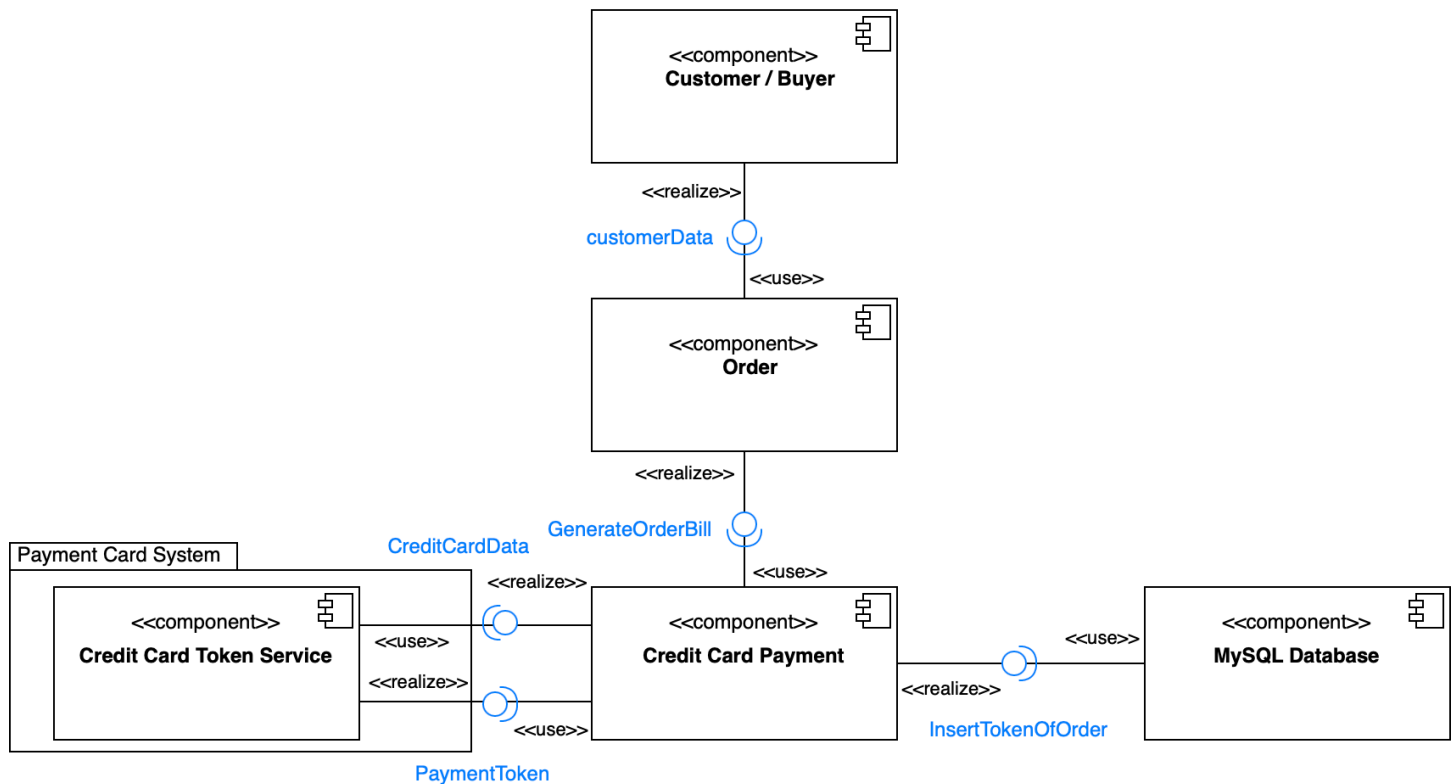 <<component>>
Customer / Buyer
<<realize>>
customerData
<<use>>
<<component>>
Order
<<realize>>
GenerateOrderBill
<<use>>
CreditCardData
Payment Card System
<<realize>>
<<component>>
Credit Card Token Service
<<use>>
<<realize>>
<<use>>
PaymentToken
<<component>>
Credit Card Payment
<<realize>>
<<use>>
InsertTokenOfOrder
<<component>>
MySQL Database